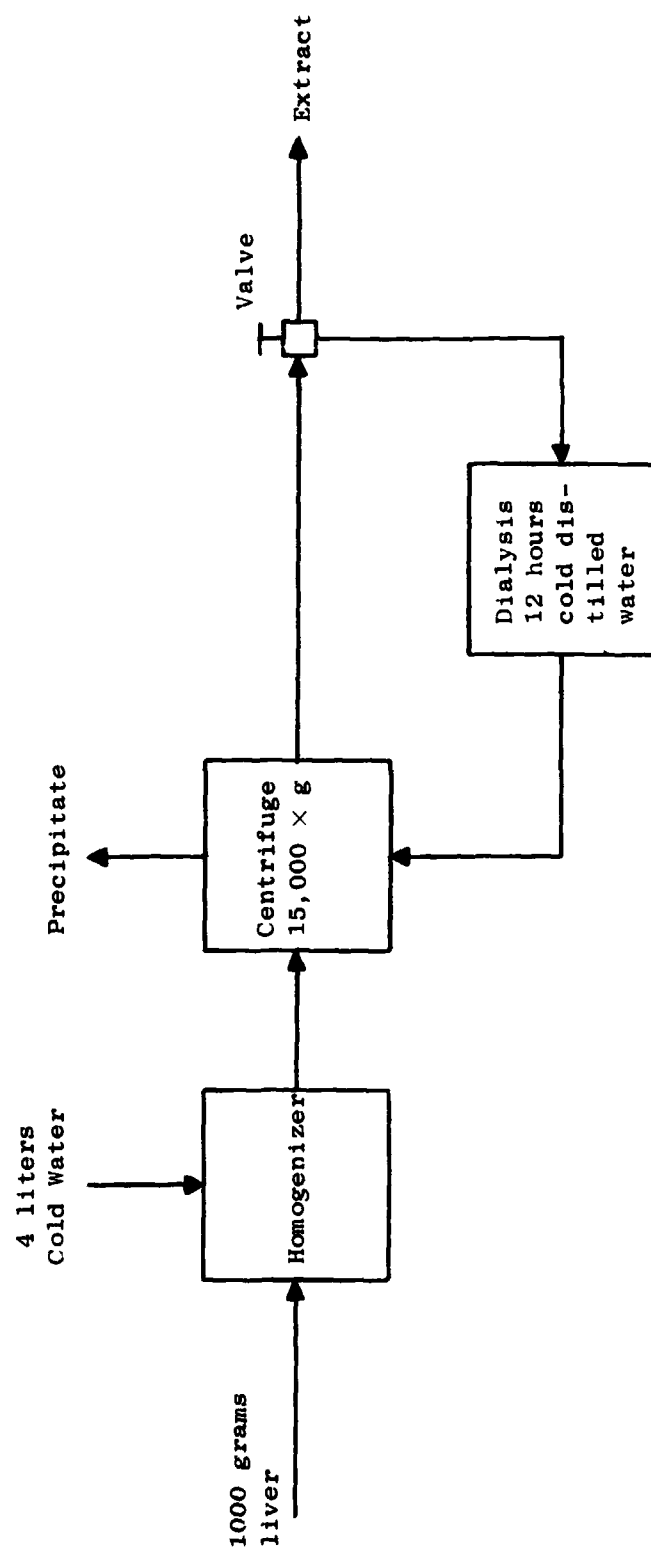 1000 grams
liver
4 liters
Cold Water
Homogenizer
Precipitate
Centrifuge
15,000 × g
Valve
Extract
Dialysis
12 hours
cold dis-
tilled
water